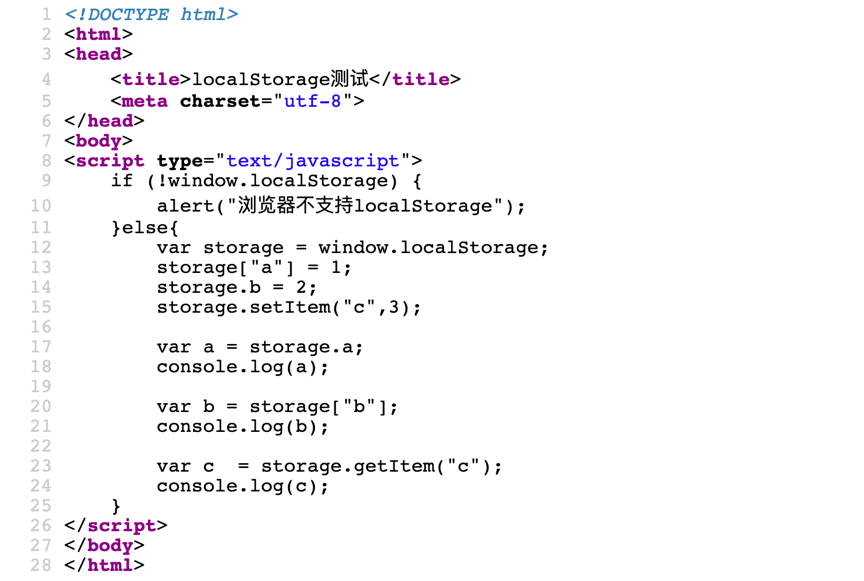 1 <!DOCTYPE html>
2 <html>
3 <head>
4     <title>localStorage测试</title>
5     <meta charset="utf-8">
6 </head>
7 <body>
8 <script type="text/javascript">
9     if (!window.localStorage) {
10         alert("浏览器不支持localStorage");
11     }else{
12         var storage = window.localStorage;
13         storage["a"] = 1;
14         storage.b = 2;
15         storage.setItem("c",3);
16
17         var a = storage.a;
18         console.log(a);
19
20         var b = storage["b"];
21         console.log(b);
22
23         var c  = storage.getItem("c");
24         console.log(c);
25     }
26 </script>
27 </body>
28 </html>